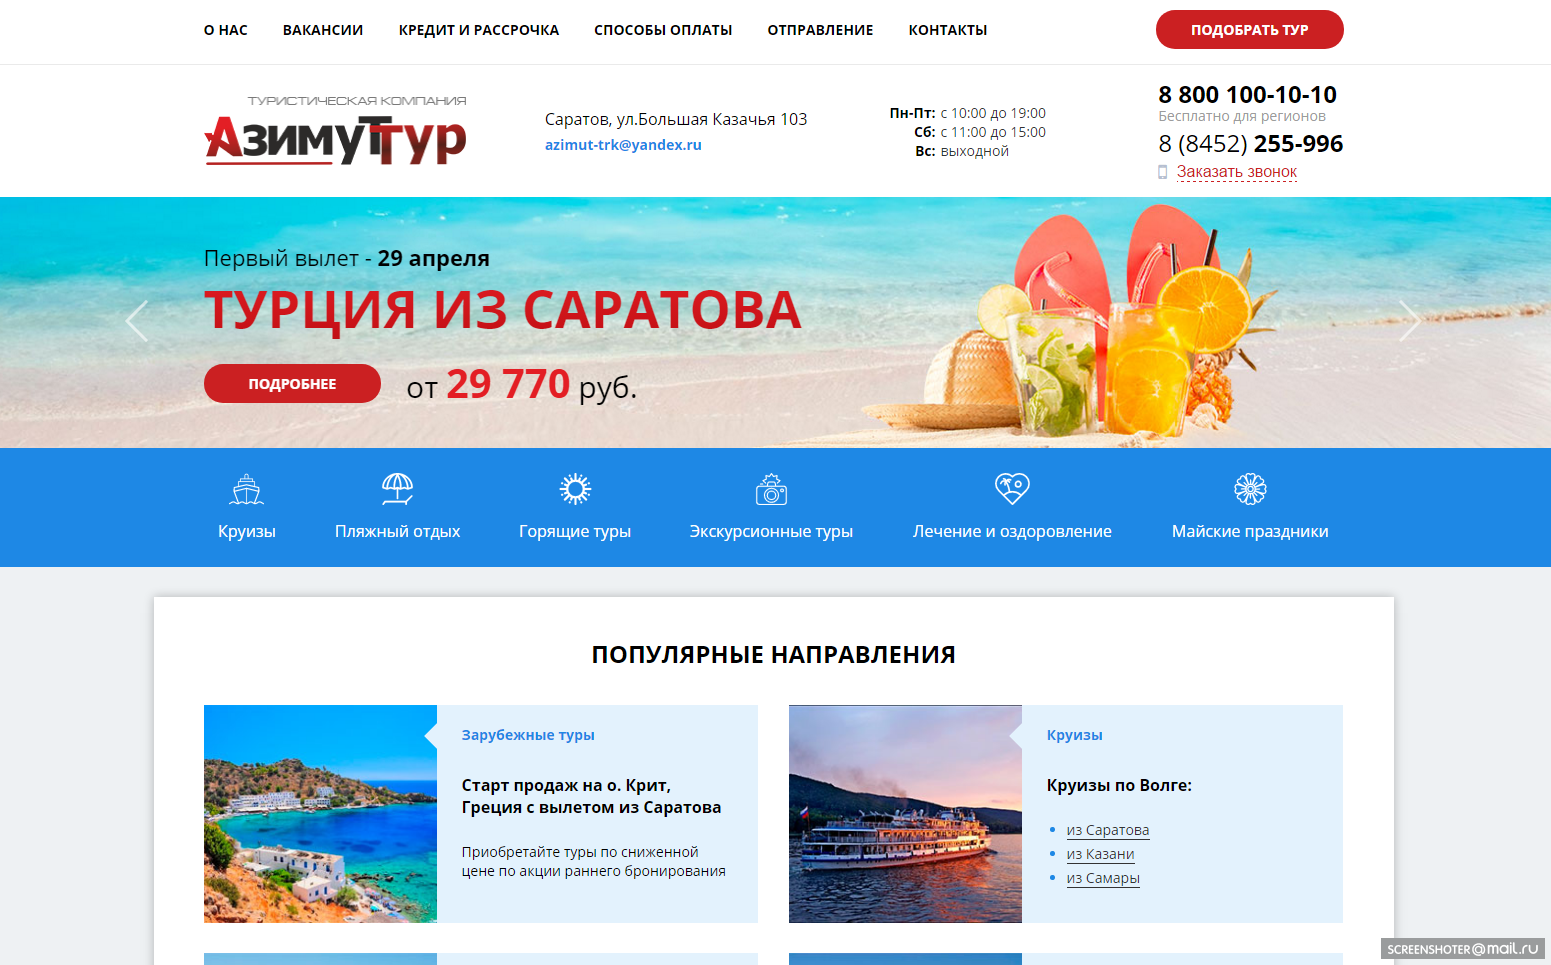 О НАС ВАКАНСИИ КРЕДИТ И РАССРОЧКА СПОСОБЫ ОПЛАТЫ ОТПРАВЛЕНИЕ КОНТАКТЫ ПОДОБРАТЬ ТУР
ТУРИСТИЧЕСКАЯ КОМПАНИЯ
АзимуТТур
Саратов, ул.Большая Казачья 103
azimut-trk@yandex.ru
Пн-Пт: с 10:00 до 19:00
Сб: с 11:00 до 15:00
Вс: выходной
8 800 100-10-10
Бесплатно для регионов
8 (8452) 255-996
Заказать звонок
Первый вылет - 29 апреля
ТУРЦИЯ ИЗ САРАТОВА
ПОДРОБНЕЕ от 29 770 руб.
Круизы Пляжный отдых Горящие туры Экскурсионные туры Лечение и оздоровление Майские праздники
ПОПУЛЯРНЫЕ НАПРАВЛЕНИЯ
Зарубежные туры
Старт продаж на о. Крит,
Греция с вылетом из Саратова
Приобретайте туры по сниженной
цене по акции раннего бронирования
Круизы
Круизы по Волге:
из Саратова
из Казани
из Самары
SCREENSHOTER@mail.ru